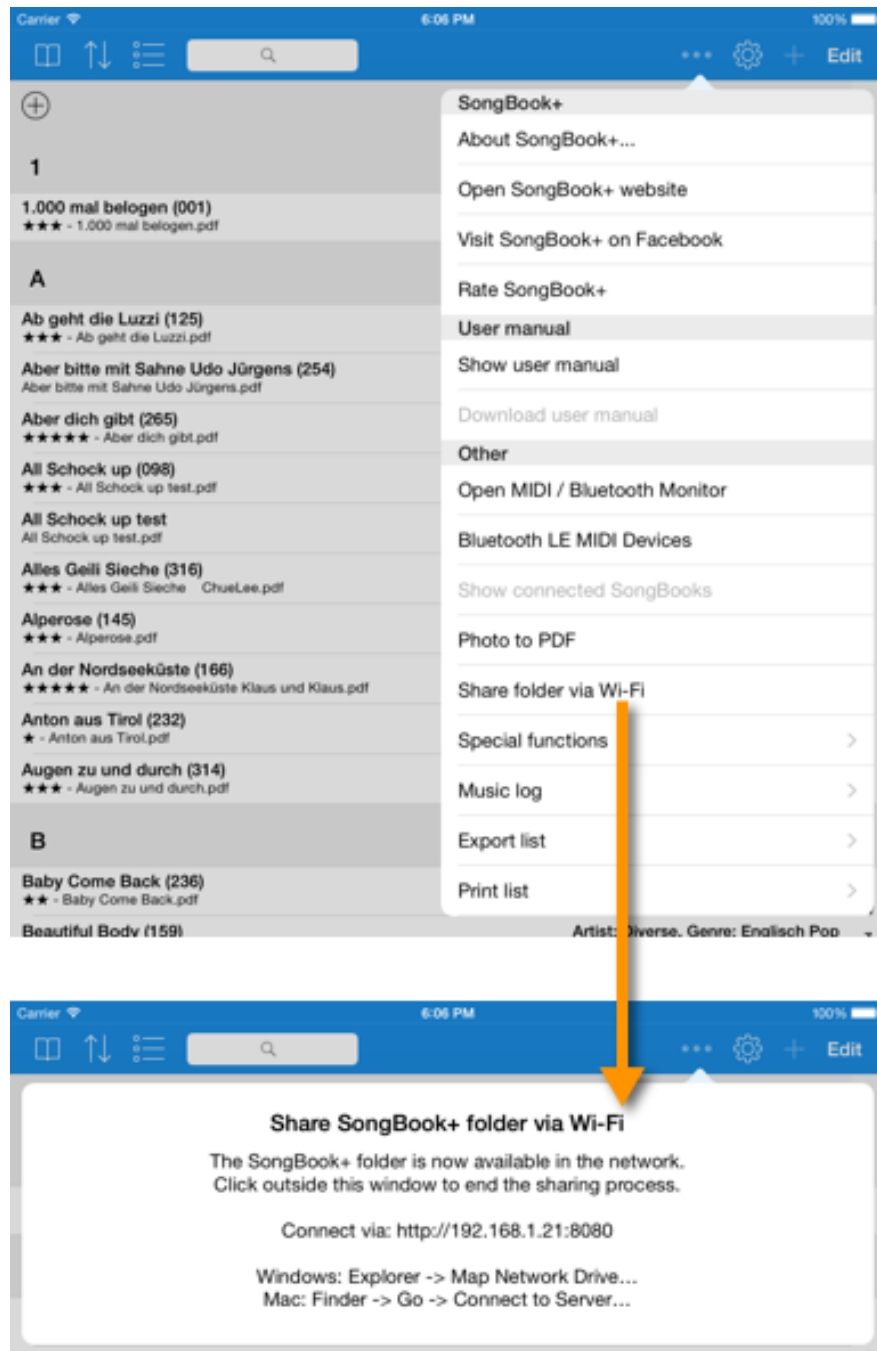 Carrier 6:06 PM 100%
Edit
1
1.000 mal belogen (001)
★★★ - 1.000 mal belogen.pdf
A
Ab geht die Luzzi (125)
★★★ - Ab geht die Luzzi.pdf
Aber bitte mit Sahne Udo Jürgens (254)
Aber bitte mit Sahne Udo Jürgens.pdf
Aber dich gibt (265)
★★★★★ - Aber dich gibt.pdf
All Schock up (098)
★★★ - All Schock up test.pdf
All Schock up test
All Schock up test.pdf
Alles Geili Sieche (316)
★★★ - Alles Geili Sieche ChueLee.pdf
Alperose (145)
★★★ - Alperose.pdf
An der Nordseeküste (166)
★★★★★ - An der Nordseeküste Klaus und Klaus.pdf
Anton aus Tirol (232)
★ - Anton aus Tirol.pdf
Augen zu und durch (314)
★★★ - Augen zu und durch.pdf
B
Baby Come Back (236)
★★ - Baby Come Back.pdf
Beautiful Body (159)
Artist: Diverse, Genre: Englisch Pop
SongBook+
About SongBook+...
Open SongBook+ website
Visit SongBook+ on Facebook
Rate SongBook+
User manual
Show user manual
Download user manual
Other
Open MIDI / Bluetooth Monitor
Bluetooth LE MIDI Devices
Show connected SongBooks
Photo to PDF
Share folder via Wi-Fi
Special functions
Music log
Export list
Print list
Carrier 6:06 PM 100%
Edit
Share SongBook+ folder via Wi-Fi
The SongBook+ folder is now available in the network.
Click outside this window to end the sharing process.
Connect via: http://192.168.1.21:8080
Windows: Explorer -> Map Network Drive...
Mac: Finder -> Go -> Connect to Server...